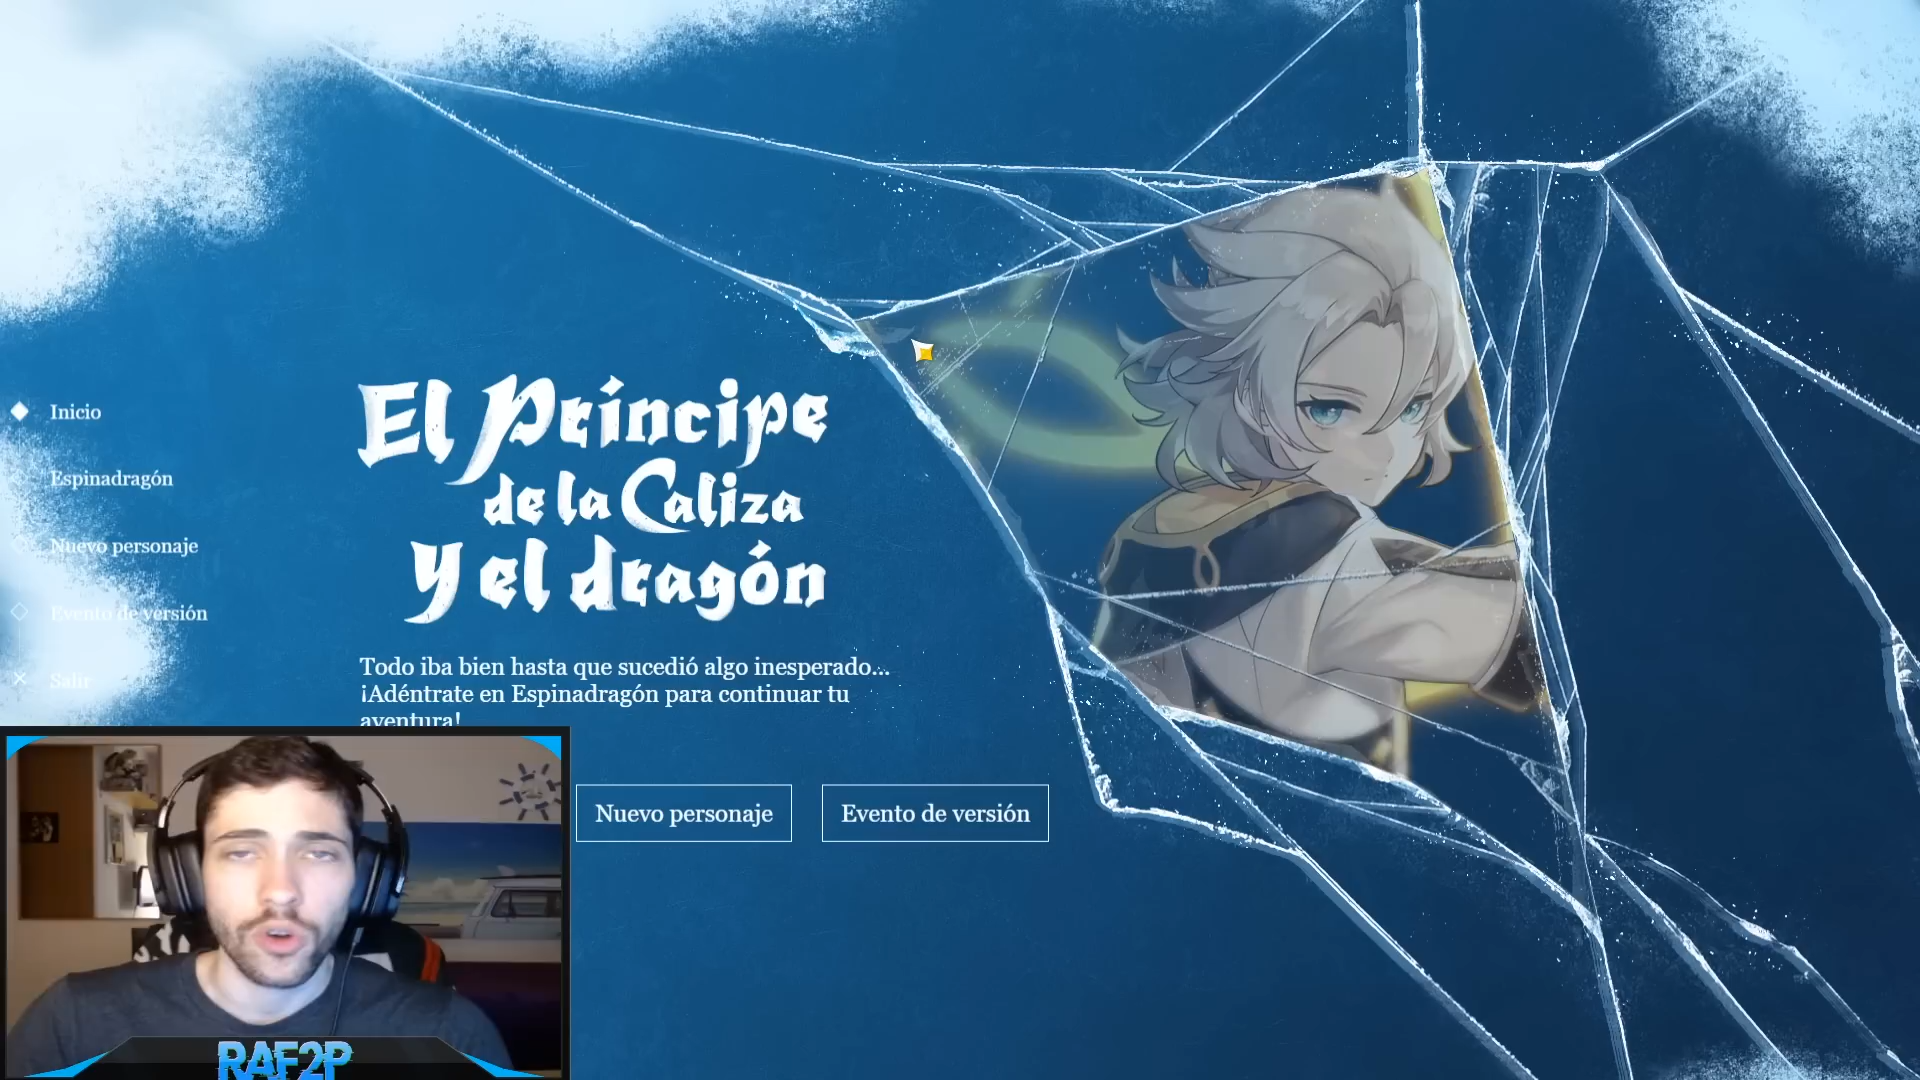 Inicio
Espinadragón
Nuevo personaje
Evento de versión
Salir
El Príncipe
de la Caliza
y el dragón
Todo iba bien hasta que sucedió algo inesperado...
¡Adéntrate en Espinadragón para continuar tu
aventura!
Nuevo personaje
Evento de versión
RAF2P